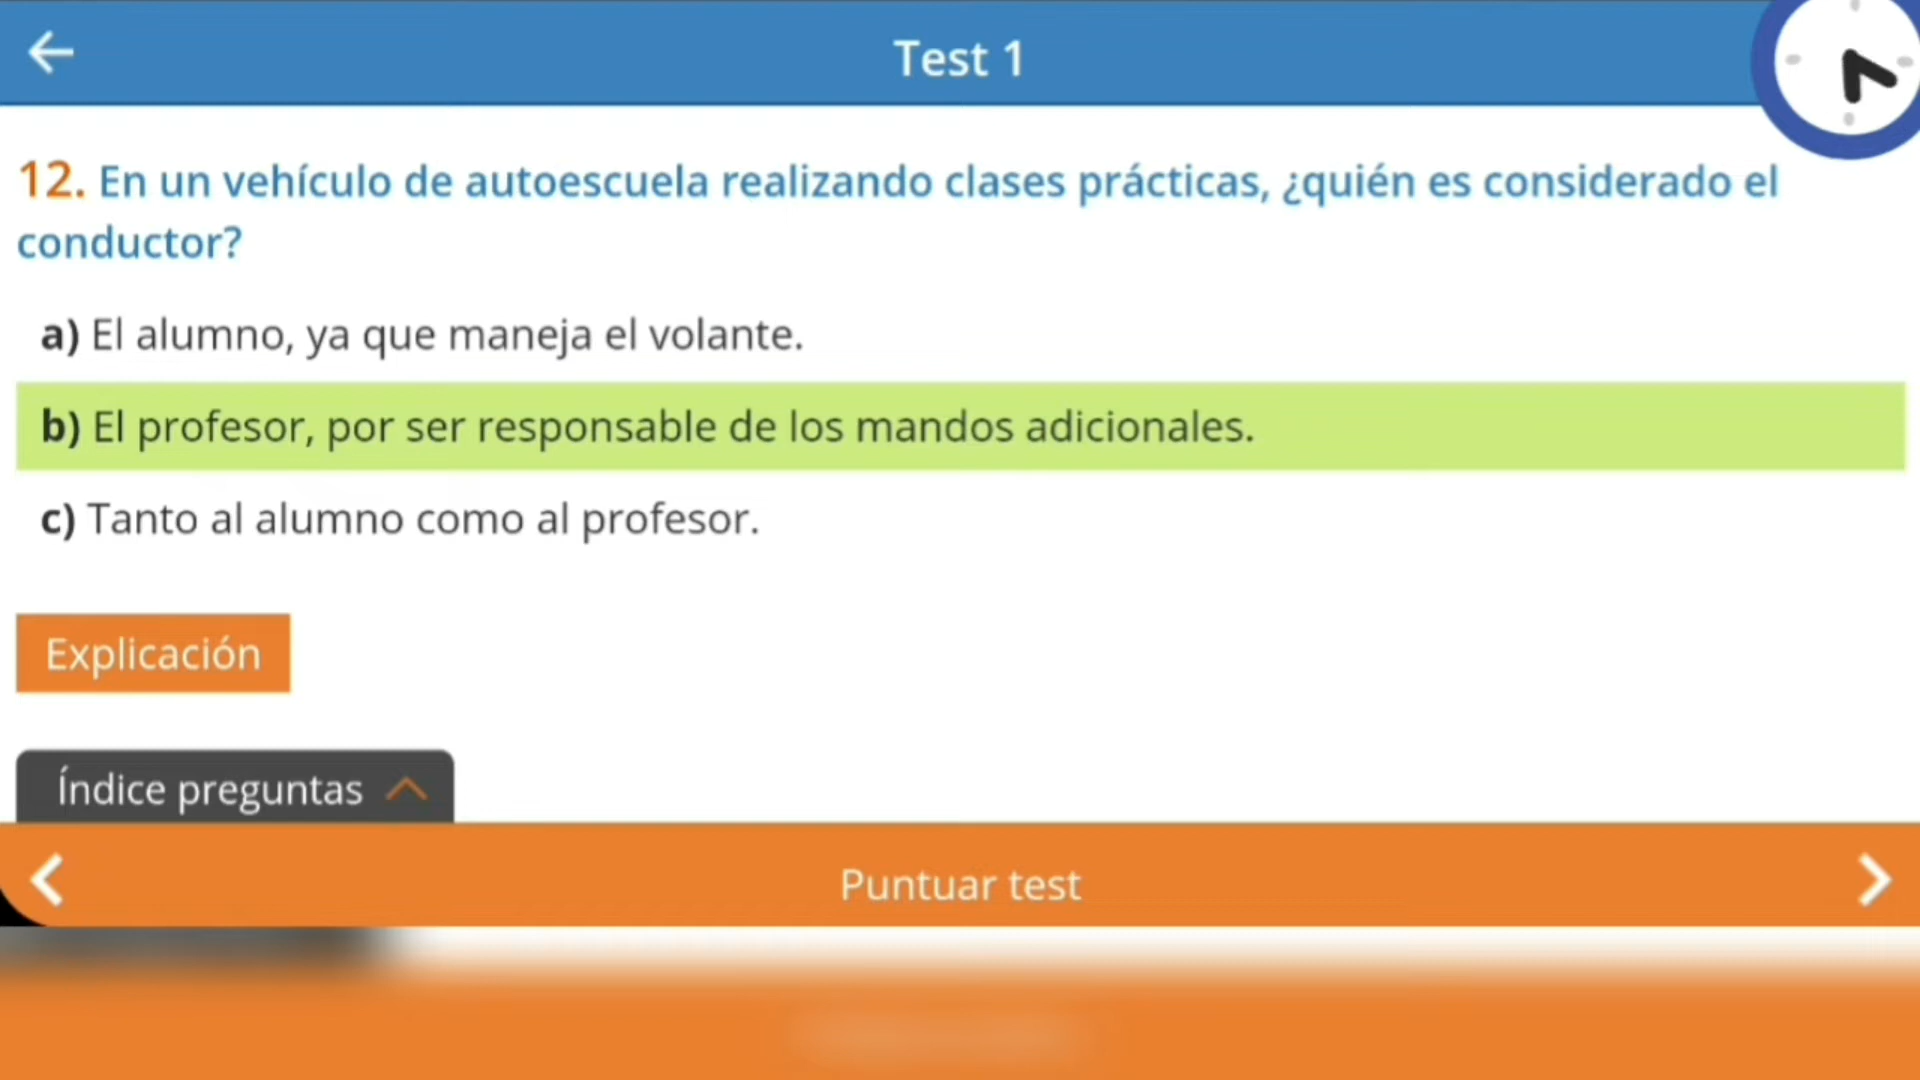 Test 1
12. En un vehículo de autoescuela realizando clases prácticas, ¿quién es considerado el
conductor?
a) El alumno, ya que maneja el volante.
b) El profesor, por ser responsable de los mandos adicionales.
c) Tanto al alumno como al profesor.
Explicación
Índice preguntas
Puntuar test